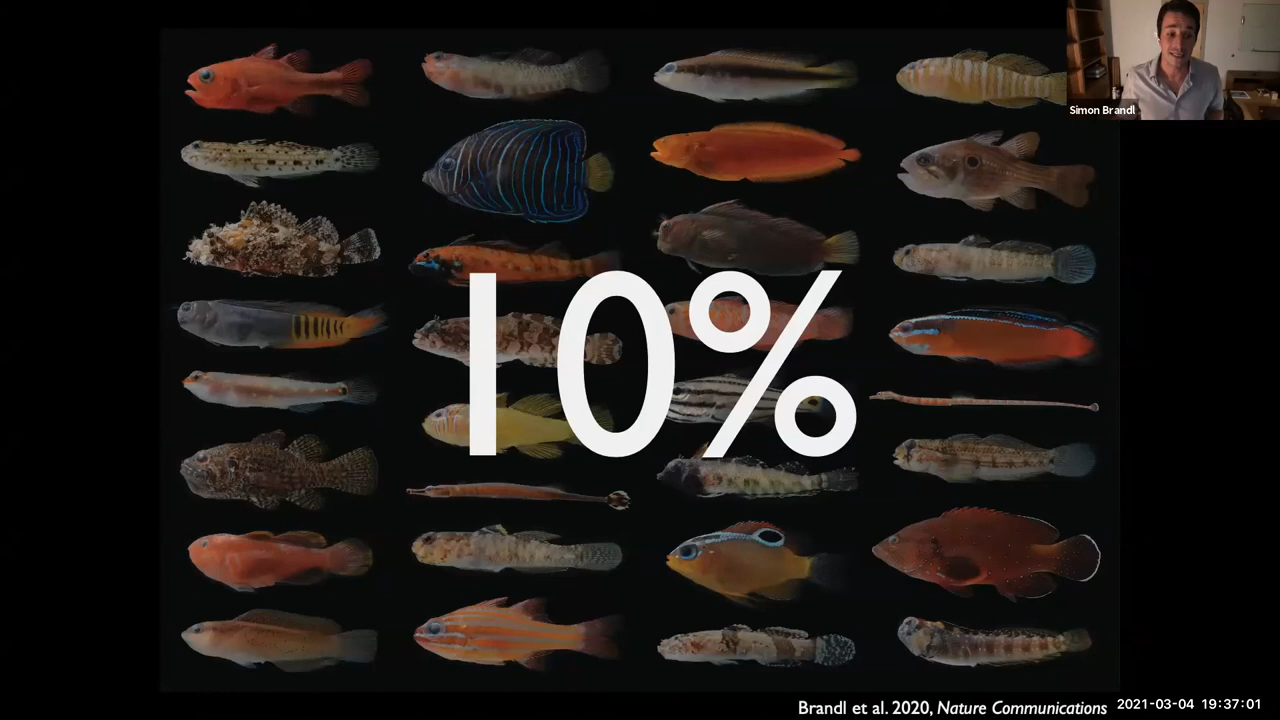 Simon Brandl
10%
Brandl et al. 2020, Nature Communications
2021-03-04 19:37:01